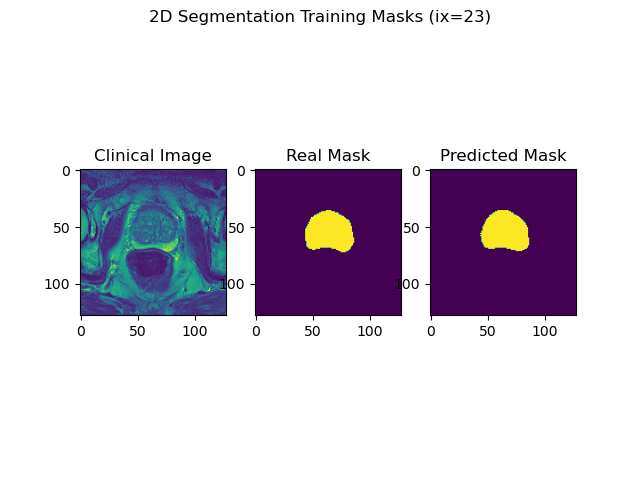 2D Segmentation Training Masks (ix=23)
Clinical Image Real Mask Predicted Mask
0 0 0
50 50 50
100 100 100
0 50 100 0 50 100 0 50 100